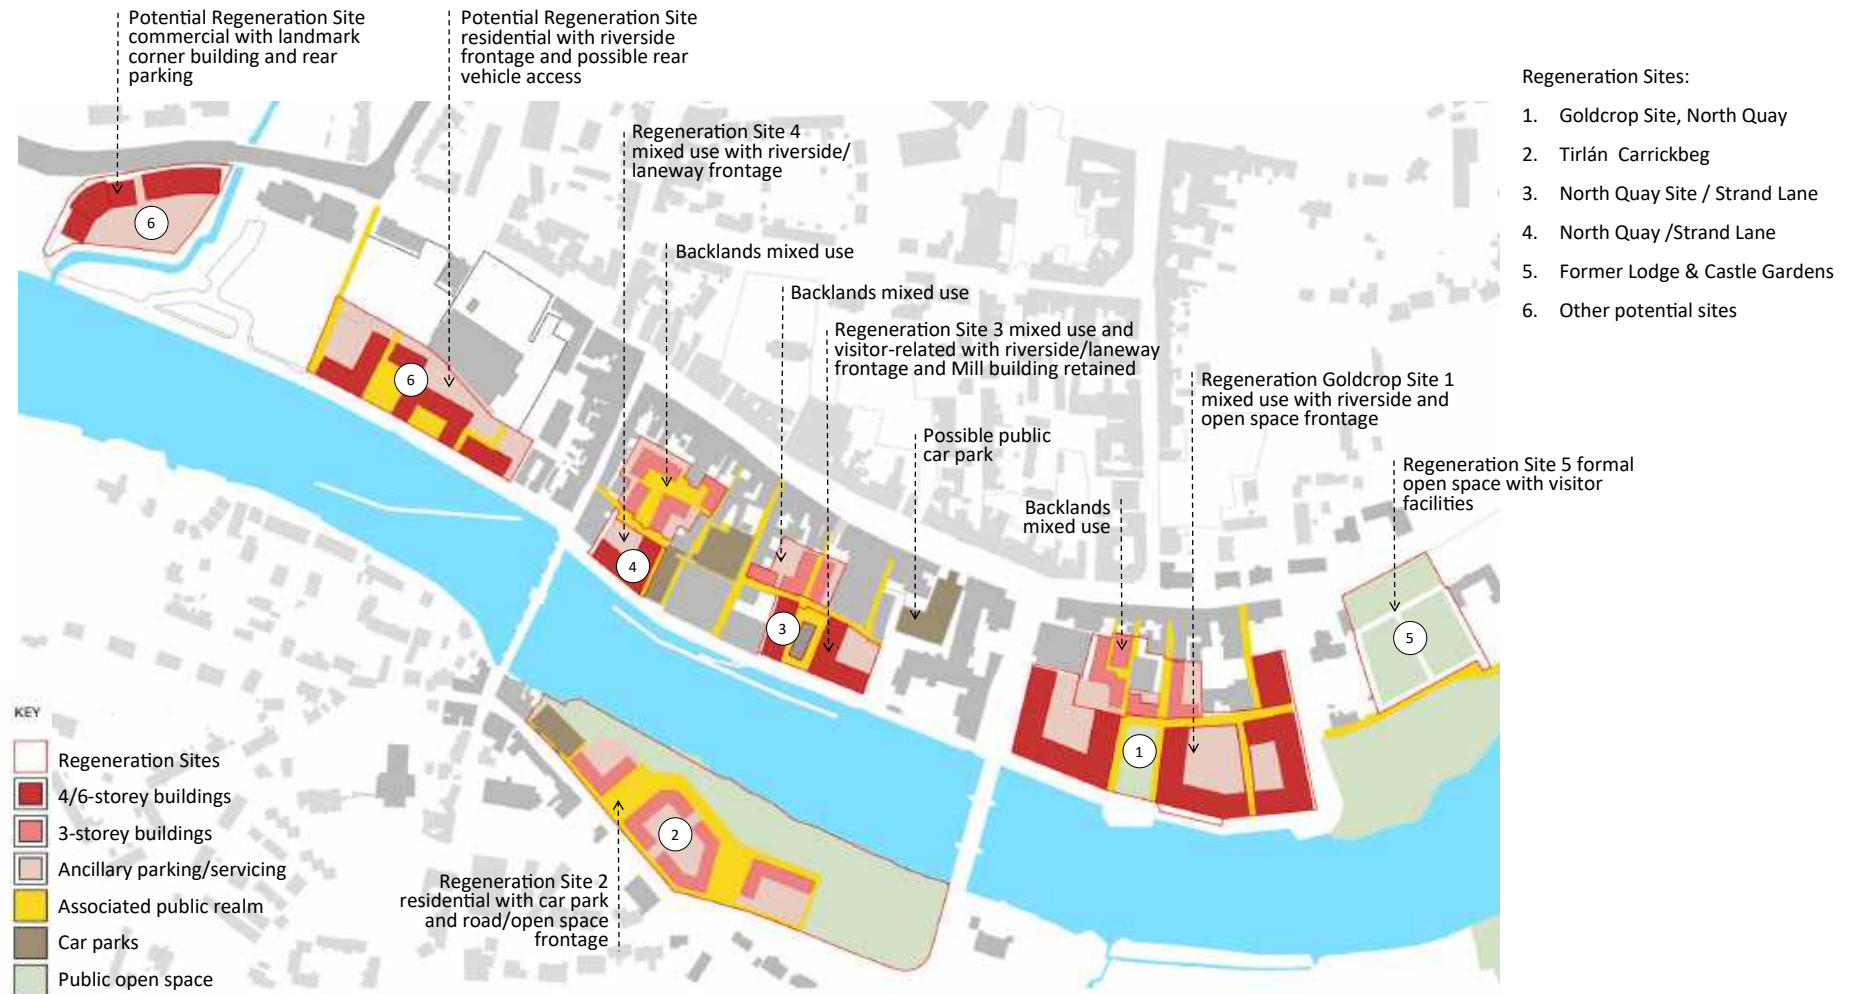 Potential Regeneration Site
commercial with landmark
corner building and rear
parking
Potential Regeneration Site
residential with riverside
frontage and possible rear
vehicle access
Regeneration Site 4
mixed use with riverside/
laneway frontage
Backlands mixed use
Backlands mixed use
Regeneration Site 3 mixed use and
visitor-related with riverside/laneway
frontage and Mill building retained
Possible public
car park
Backlands
mixed use
Regeneration Goldcrop Site 1
mixed use with riverside and
open space frontage
Regeneration Site 5 formal
open space with visitor
facilities
Regeneration Site 2
residential with car park
and road/open space
frontage
6
6
4
3
1
5
2
Regeneration Sites:
1. Goldcrop Site, North Quay
2. Tirlán Carrickbeg
3. North Quay Site / Strand Lane
4. North Quay /Strand Lane
5. Former Lodge & Castle Gardens
6. Other potential sites
KEY
Regeneration Sites
4/6-storey buildings
3-storey buildings
Ancillary parking/servicing
Associated public realm
Car parks
Public open space